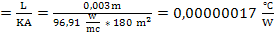 = L/KA = 0,003 m / 96,91 W/mc * 180 m² = 0,00000017 °C/W